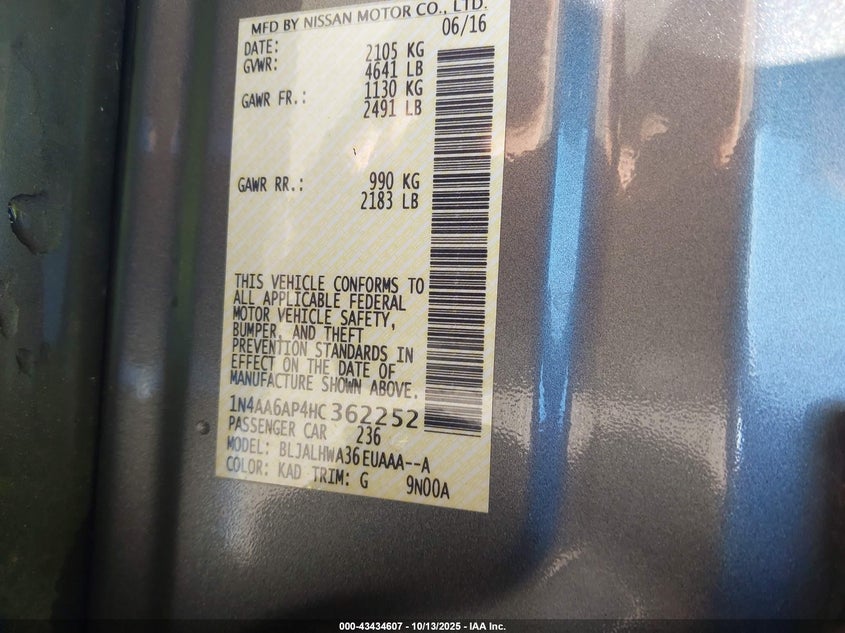 MFD BY NISSAN MOTOR CO., LTD.
DATE: 06/16
GVWR: 2105 KG
4641 LB
GAWR FR.: 1130 KG
2491 LB
GAWR RR.: 990 KG
2183 LB
THIS VEHICLE CONFORMS TO
ALL APPLICABLE FEDERAL
MOTOR VEHICLE SAFETY,
BUMPER, AND THEFT
PREVENTION STANDARDS IN
EFFECT ON THE DATE OF
MANUFACTURE SHOWN ABOVE.
1N4AA6AP4HC362252
PASSENGER CAR 236
MODEL: BLJALHWA36EUAAA--A
COLOR: KAD TRIM: G 9N00A
000-43434607 - 10/13/2025 - IAA Inc.